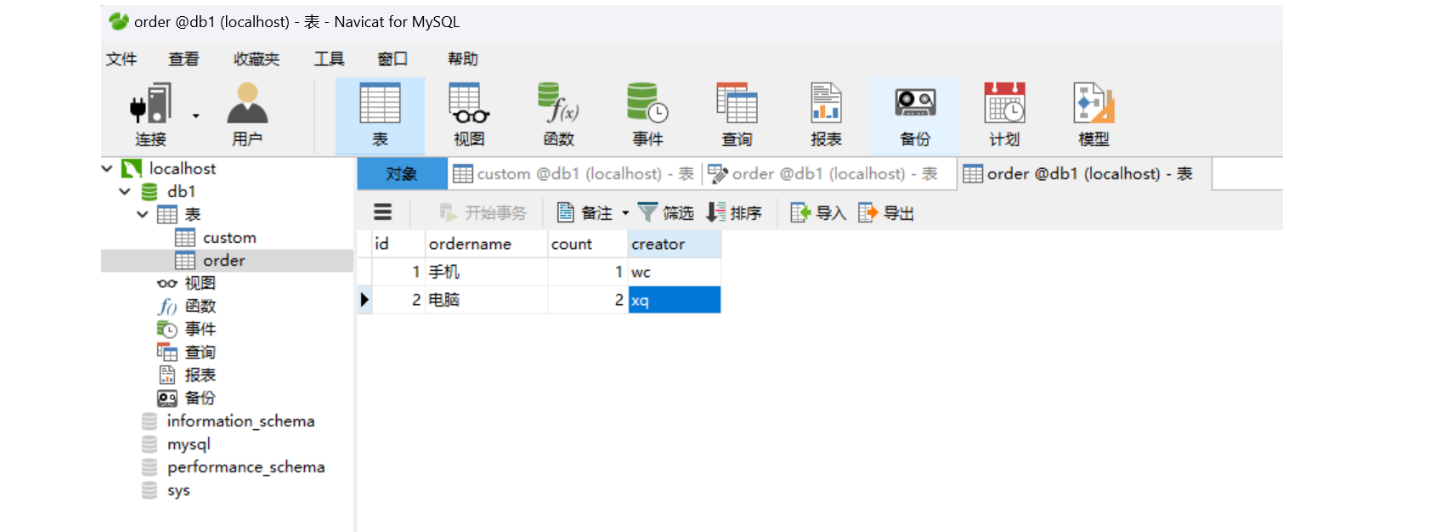 order @db1 (localhost) - 表 - Navicat for MySQL
文件 查看 收藏夹 工具 窗口 帮助
连接 用户 表 视图 函数 事件 查询 报表 备份 计划 模型
localhost
db1
表
custom
order
视图
函数
事件
查询
报表
备份
information_schema
mysql
performance_schema
sys
对象 custom @db1 (localhost) - 表 order @db1 (localhost) - 表 order @db1 (localhost) - 表
开始事务 备注 筛选 排序 导入 导出
id ordername count creator
1 手机 1 wc
2 电脑 2 xq